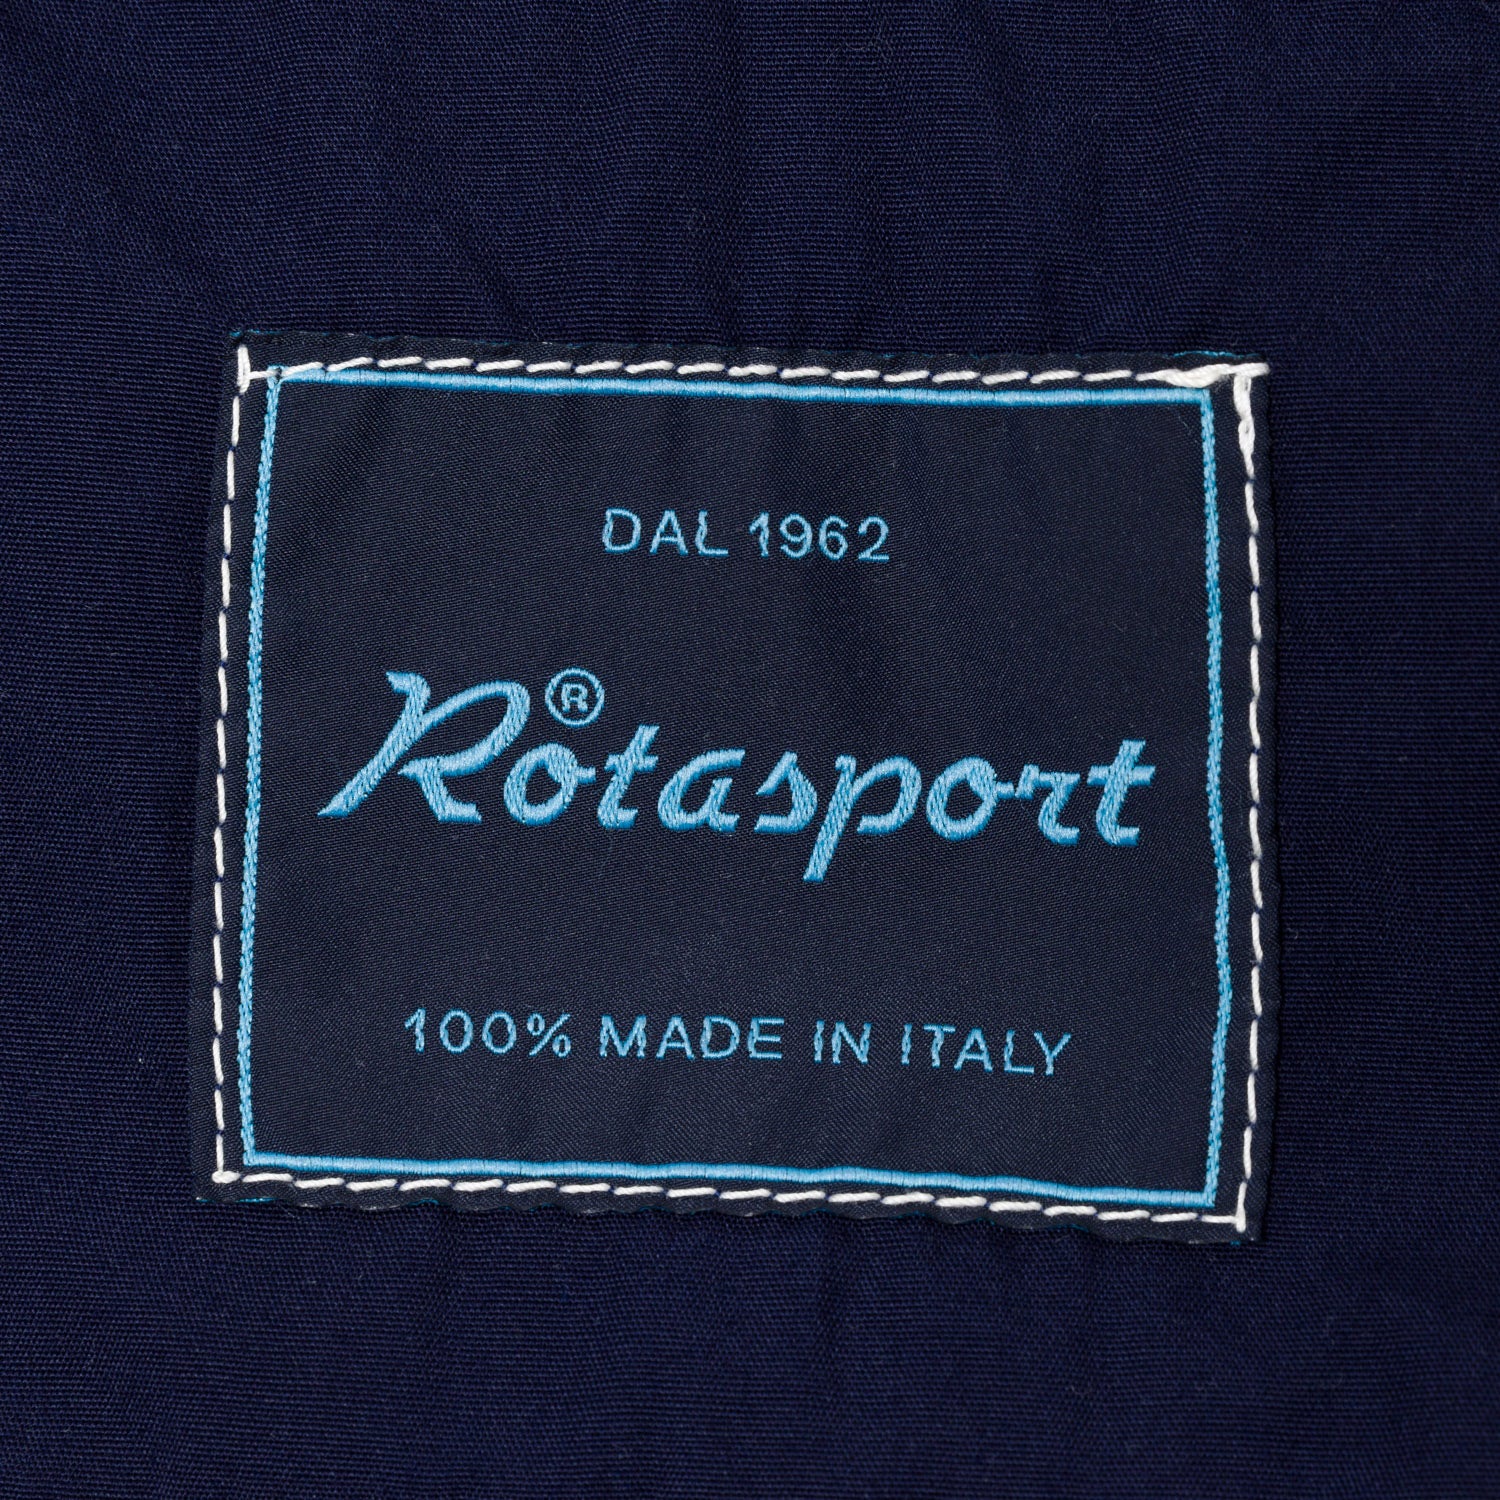 DAL 1962
Rotasport®
100% MADE IN ITALY